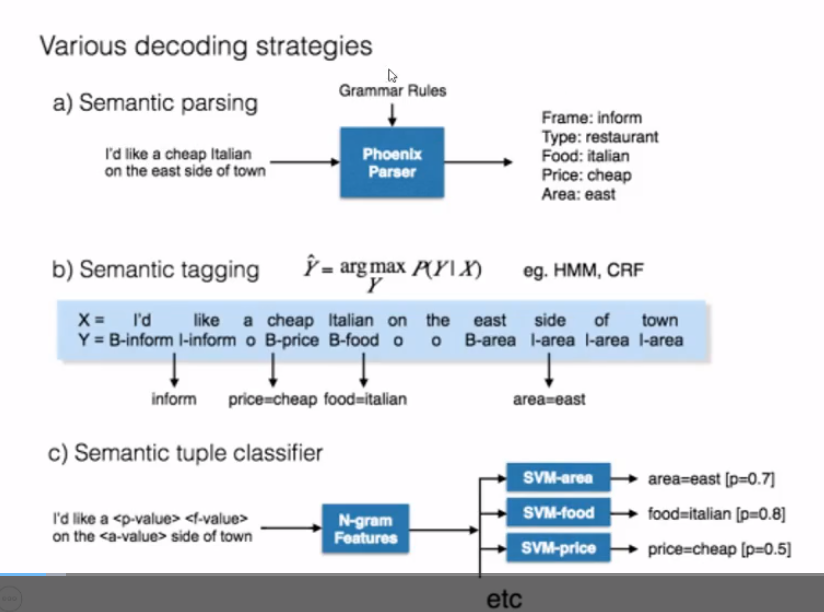 Various decoding strategies
a) Semantic parsing
Grammar Rules
I'd like a cheap Italian
on the east side of town
Phoenix
Parser
Frame: inform
Type: restaurant
Food: italian
Price: cheap
Area: east
b) Semantic tagging
Ŷ = arg max P(Y | X)
Y
eg. HMM, CRF
X = I'd like a cheap Italian on the east side of town
Y = B-inform I-inform o B-price B-food o o B-area I-area I-area I-area
inform price=cheap food=italian area=east
c) Semantic tuple classifier
I'd like a <p-value> <f-value>
on the <a-value> side of town
N-gram
Features
SVM-area area=east [p=0.7]
SVM-food food=italian [p=0.8]
SVM-price price=cheap [p=0.5]
etc